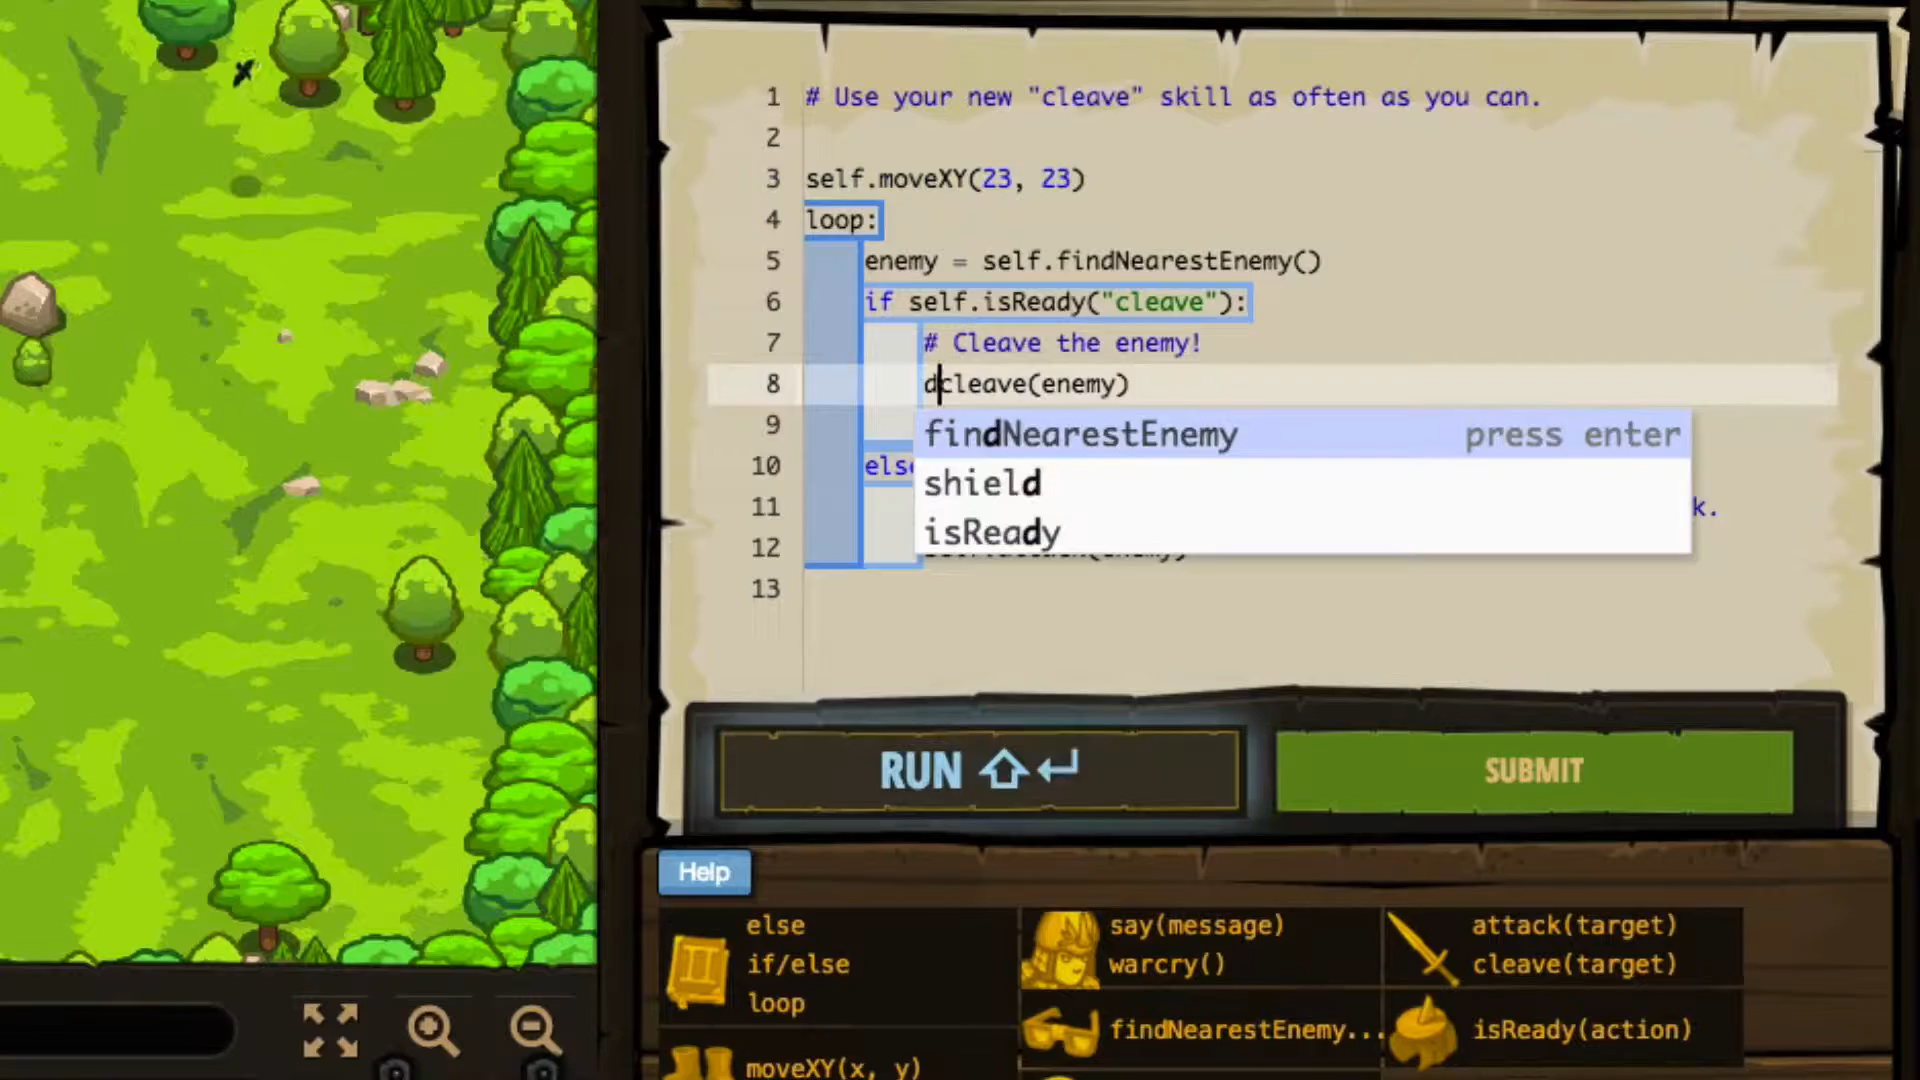 1 # Use your new "cleave" skill as often as you can.
2
3 self.moveXY(23, 23)
4 loop:
5 enemy = self.findNearestEnemy()
6 if self.isReady("cleave"):
7 # Cleave the enemy!
8 dcleave(enemy)
9
findNearestEnemy press enter
10 else
shield
11 k.
isReady
12
13
RUN
SUBMIT
Help
else
if/else
loop
moveXY(x, y)
say(message)
warcry()
findNearestEnemy...
attack(target)
cleave(target)
isReady(action)